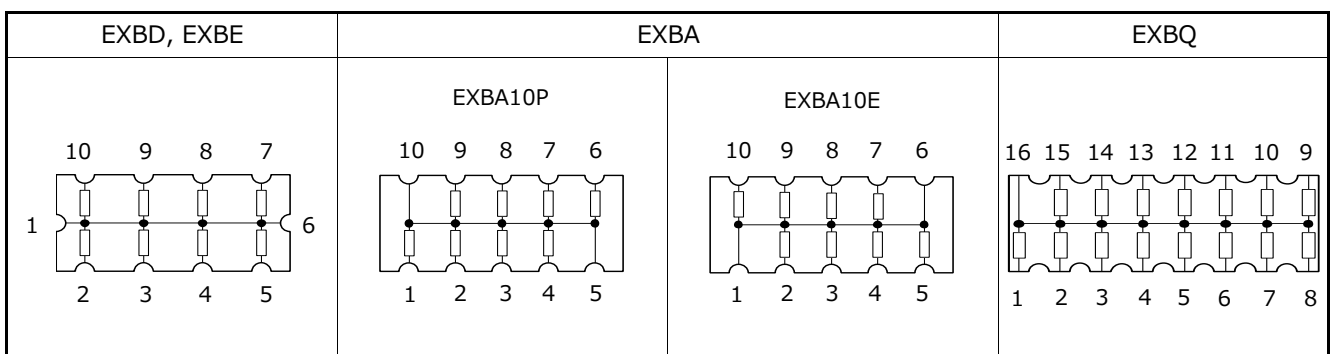 EXBD, EXBE
EXBA
EXBQ
EXBA10P
EXBA10E
10 9 8 7
1 6
2 3 4 5
10 9 8 7 6
1 2 3 4 5
10 9 8 7 6
1 2 3 4 5
16 15 14 13 12 11 10 9
1 2 3 4 5 6 7 8